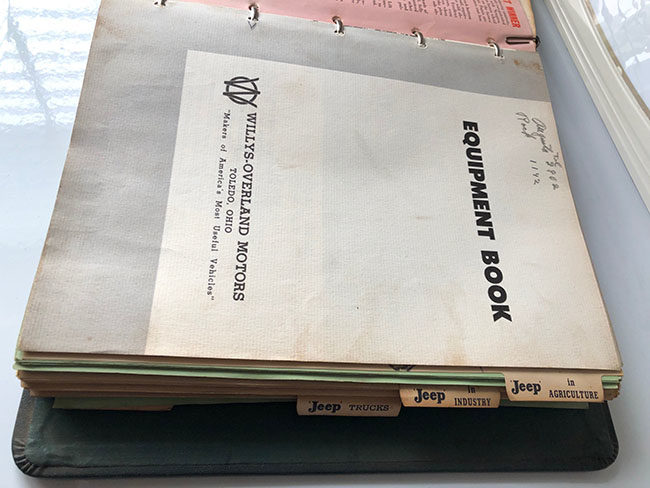 EQUIPMENT BOOK
WILLYS-OVERLAND MOTORS
TOLEDO, OHIO
"Makers of America's Most Useful Vehicles"
1142
'Jeep' TRUCKS
'Jeep' in INDUSTRY
'Jeep' in AGRICULTURE